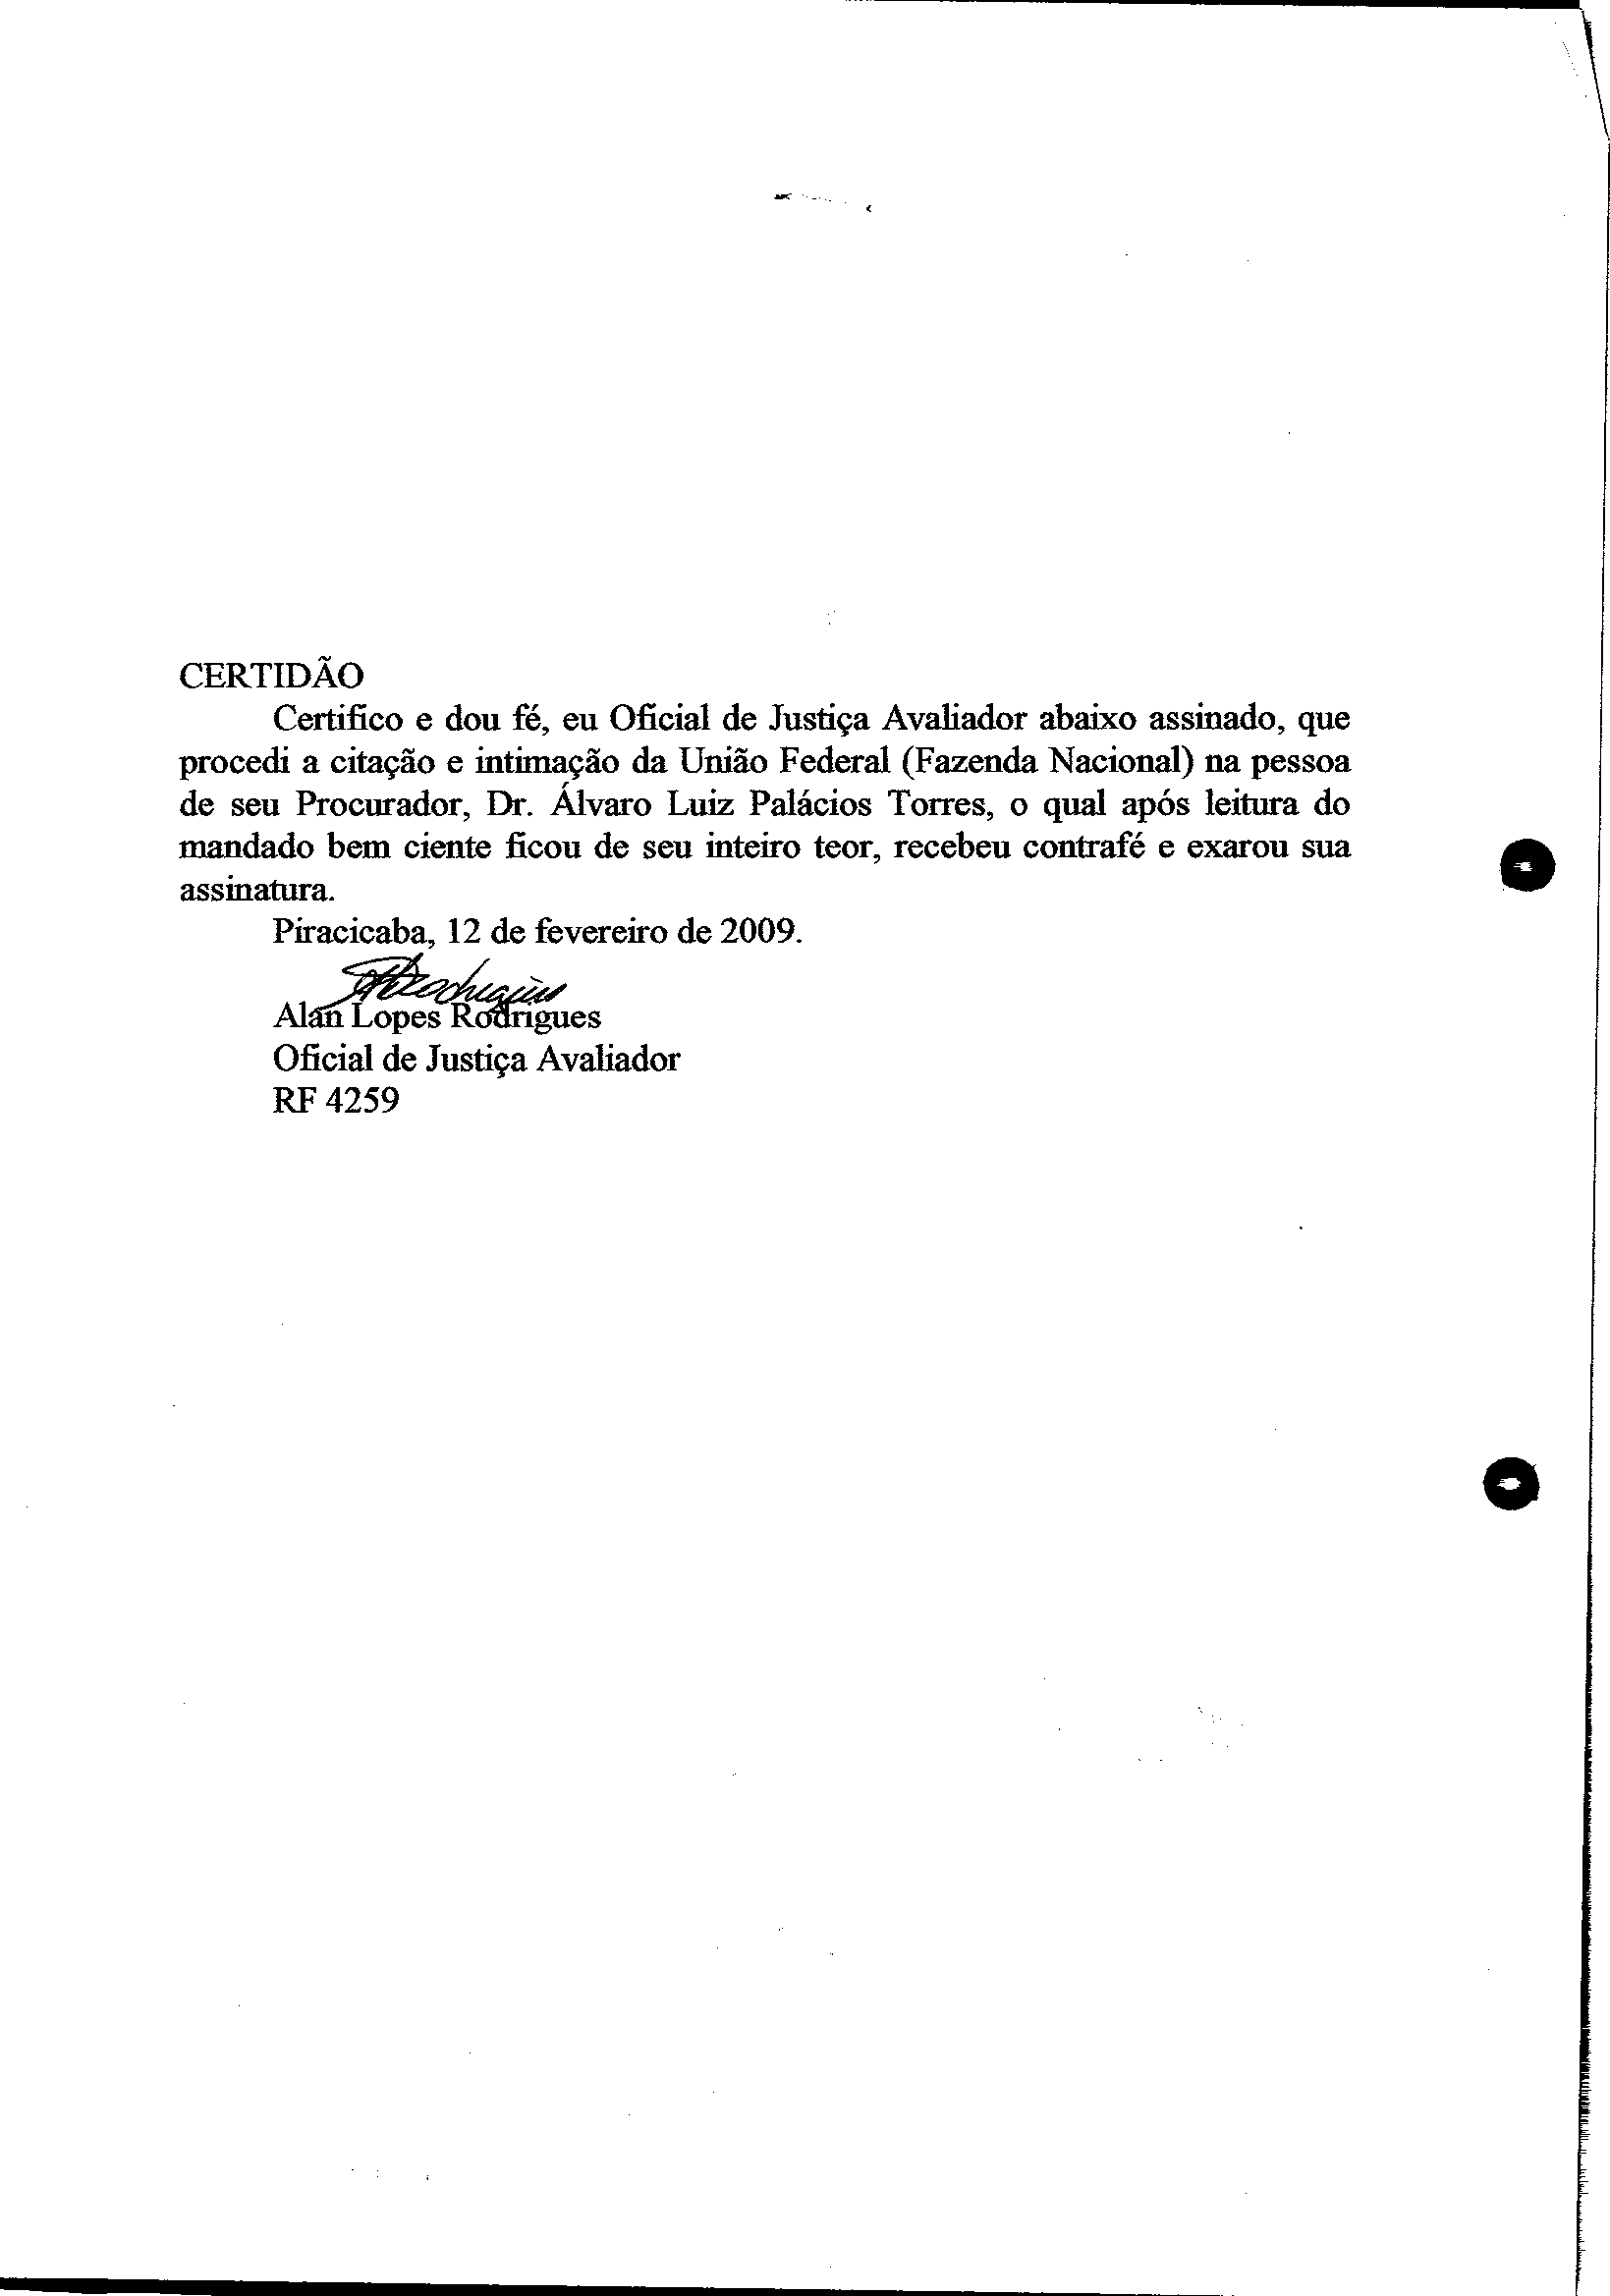 CERTIDÃO
Certifico e dou fé, eu Oficial de Justiça Avaliador abaixo assinado, que
procedi a citação e intimação da União Federal (Fazenda Nacional) na pessoa
de seu Procurador, Dr. Álvaro Luiz Palácios Torres, o qual após leitura do
mandado bem ciente ficou de seu inteiro teor, recebeu contrafé e exarou sua
assinatura.
Piracicaba, 12 de fevereiro de 2009.
Alan Lopes Rodrigues
Oficial de Justiça Avaliador
RF 4259